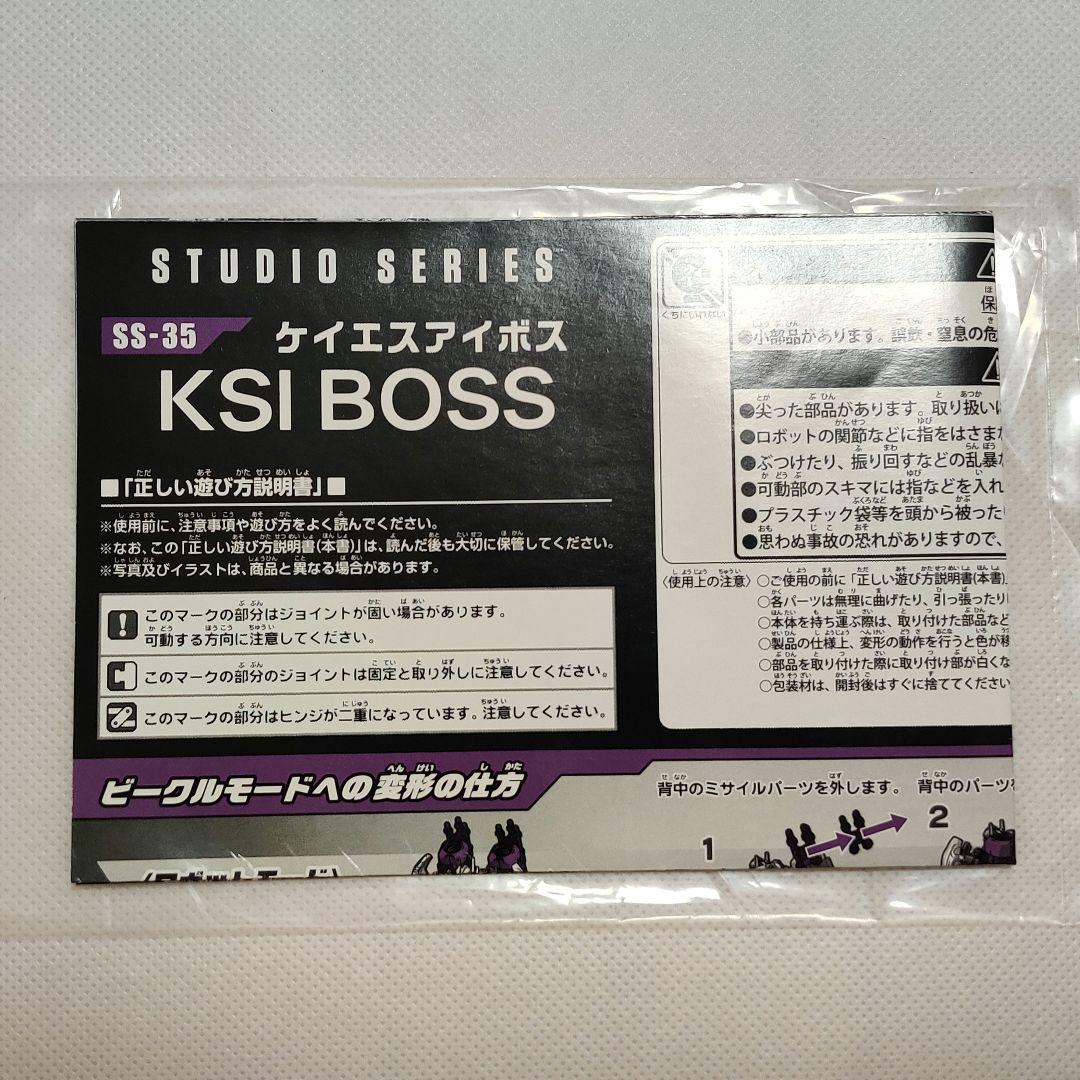 STUDIO SERIES
SS-35
ケイエスアイボス
KSI BOSS
■「正しい遊び方説明書」■
※使用前に、注意事項や遊び方をよく読んでください。
※なお、この「正しい遊び方説明書(本書)」は、読んだ後も大切に保管してください。
※写真及びイラストは、商品と異なる場合があります。
このマークの部分はジョイントが固い場合があります。
可動する方向に注意してください。
このマークの部分のジョイントは固定と取り外しに注意してください。
このマークの部分はヒンジが二重になっています。注意してください。
くちにいれない
保
●小部品があります。誤飲・窒息の危
●尖った部品があります。取り扱いに
●ロボットの関節などに指をはさま
●ぶつけたり、振り回すなどの乱暴な
●可動部のスキマには指などを入れ
●プラスチック袋等を頭から被った
●思わぬ事故の恐れがありますので、
〈使用上の注意〉○ご使用の前に「正しい遊び方説明書(本書)
○各パーツは無理に曲げたり、引っ張ったり
○本体を持ち運ぶ際は、取り付けた部品など
○製品の仕様上、変形の動作を行うと色が移
○部品を取り付けた際に取り付け部が白くな
○包装材は、開封後はすぐに捨ててください
ビークルモードへの変形の仕方
背中のミサイルパーツを外します。
背中のパーツを
1
2
(ロボットモード)